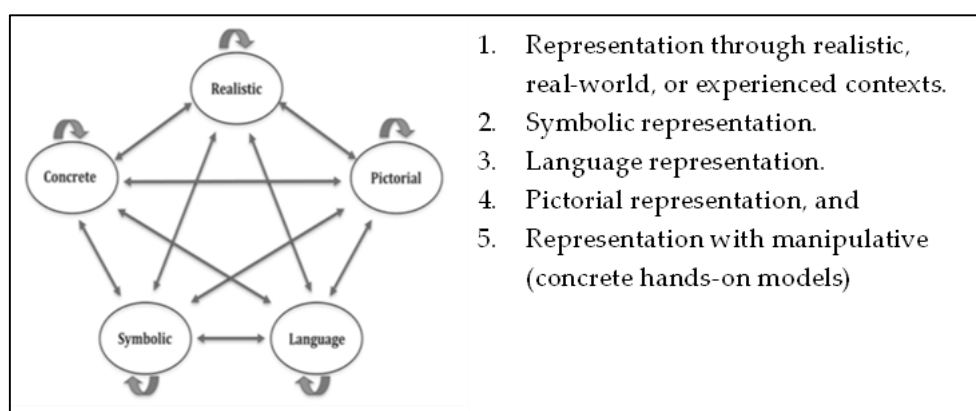 Realistic
Concrete
Pictorial
Symbolic
Language
1. Representation through realistic,
real-world, or experienced contexts.
2. Symbolic representation.
3. Language representation.
4. Pictorial representation, and
5. Representation with manipulative
(concrete hands-on models)